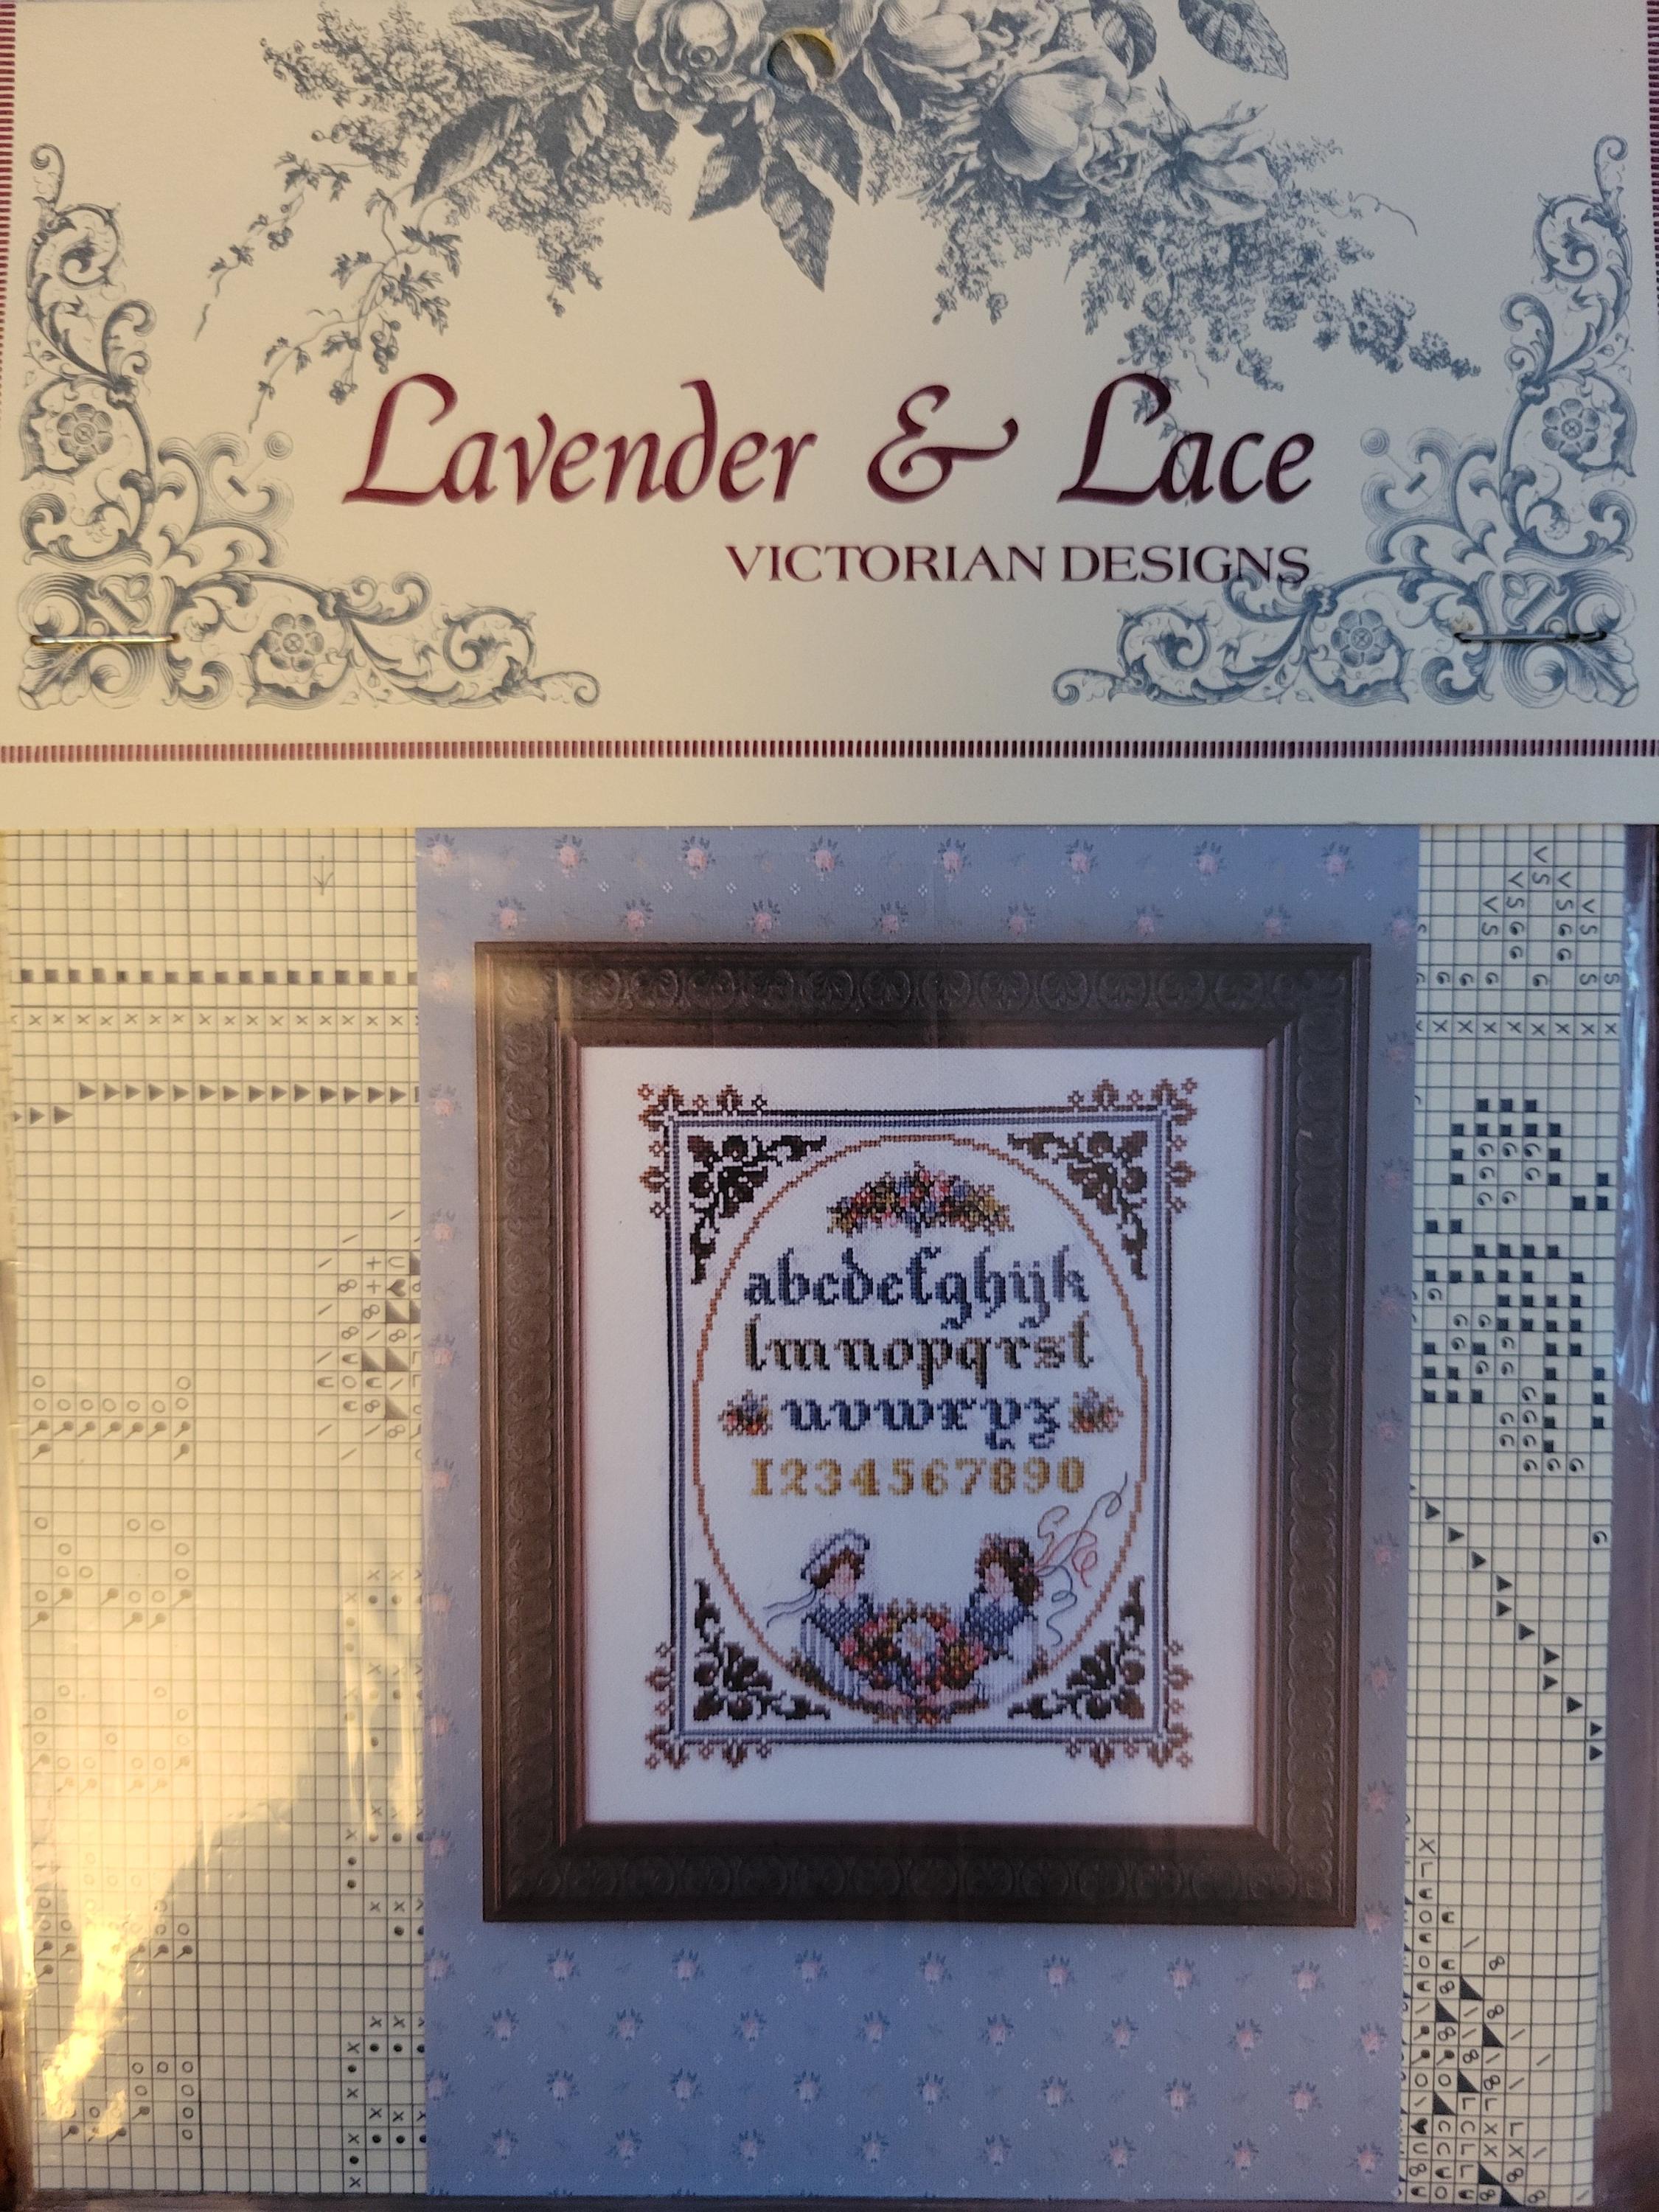 Lavender & Lace
VICTORIAN DESIGNS
abcdefghijk
lmnopqrst
uvwxyz
1234567890